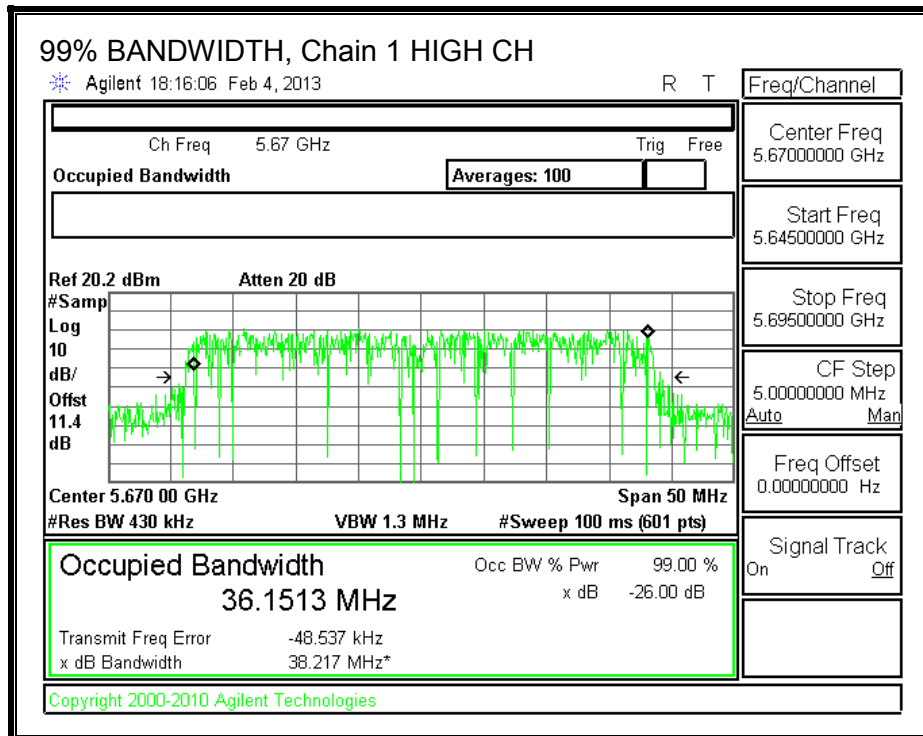 99% BANDWIDTH, Chain 1 HIGH CH
Agilent 18:16:06 Feb 4, 2013 R T
Freq/Channel
Ch Freq 5.67 GHz Trig Free
Occupied Bandwidth Averages: 100
Center Freq
5.67000000 GHz
Start Freq
5.64500000 GHz
Stop Freq
5.69500000 GHz
CF Step
5.00000000 MHz
Auto Man
Freq Offset
0.00000000 Hz
Signal Track
On Off
Ref 20.2 dBm Atten 20 dB
#Samp
Log
10
dB/
Offst
11.4
dB
Center 5.670 00 GHz Span 50 MHz
#Res BW 430 kHz VBW 1.3 MHz #Sweep 100 ms (601 pts)
Occupied Bandwidth Occ BW % Pwr 99.00 %
36.1513 MHz x dB -26.00 dB
Transmit Freq Error -48.537 kHz
x dB Bandwidth 38.217 MHz*
Copyright 2000-2010 Agilent Technologies